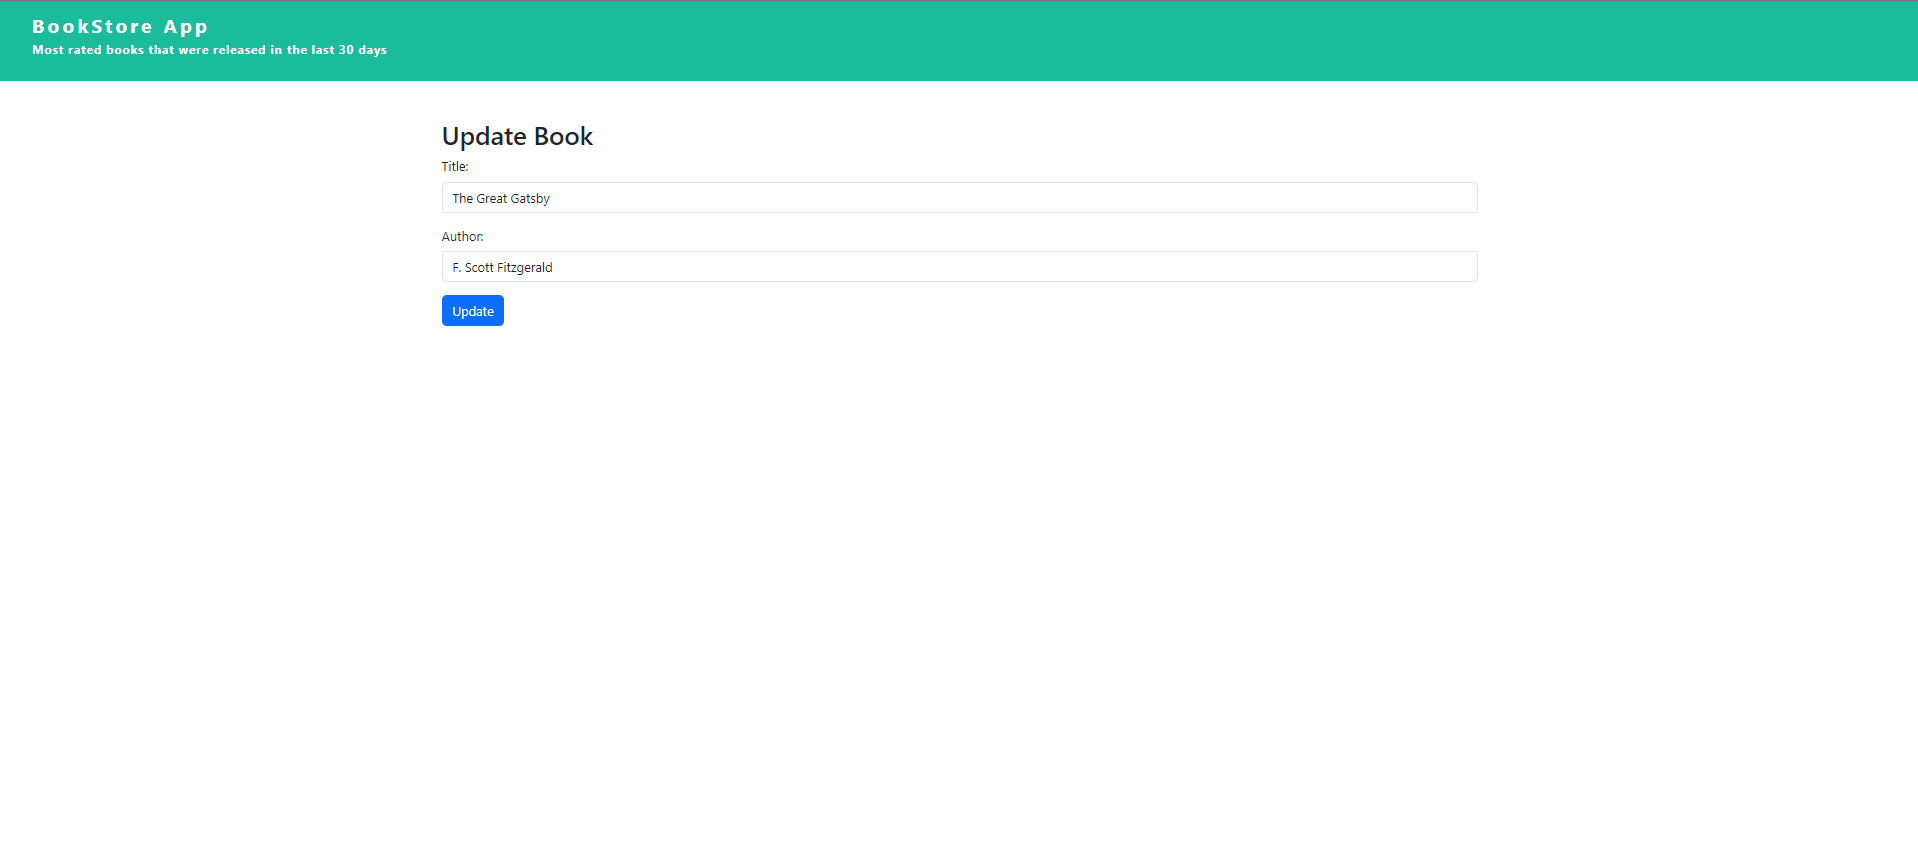 BookStore App
Most rated books that were released in the last 30 days
Update Book
Title:
The Great Gatsby
Author:
F. Scott Fitzgerald
Update